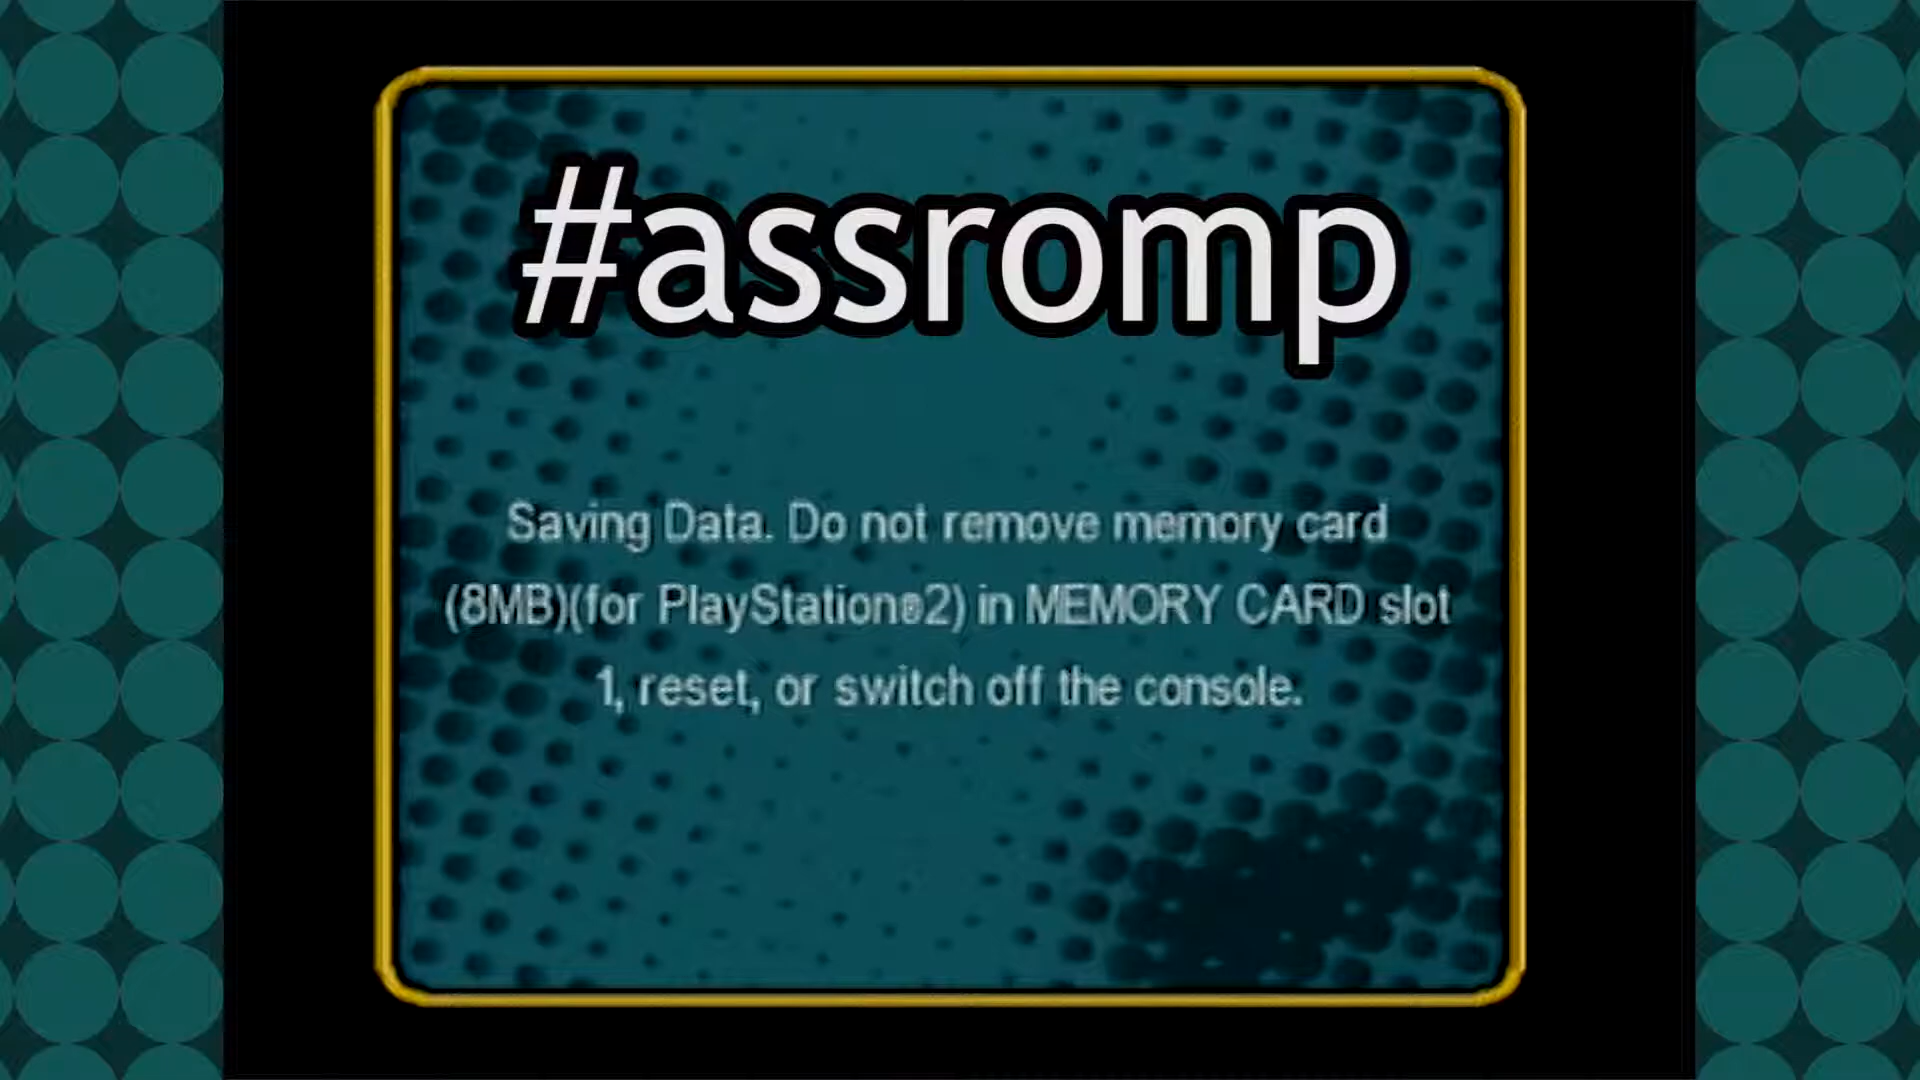 #assromp
Saving Data. Do not remove memory card
(8MB)(for PlayStation®2) in MEMORY CARD slot
1, reset, or switch off the console.